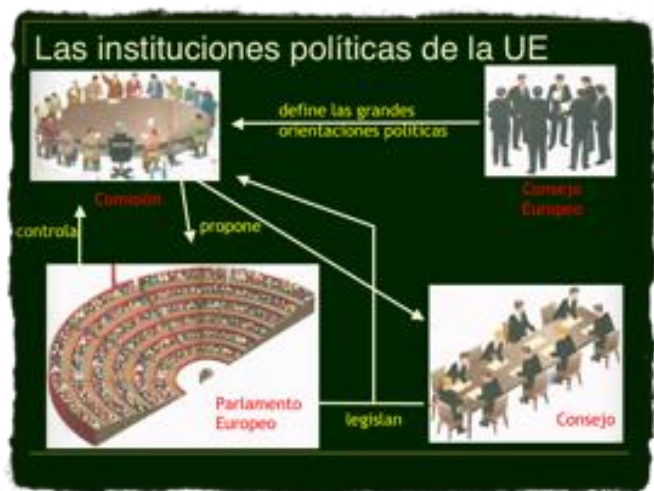 Las instituciones políticas de la UE
define las grandes
orientaciones políticas
Comisión
Consejo
Europeo
controla
propone
Parlamento
Europeo
legislan
Consejo